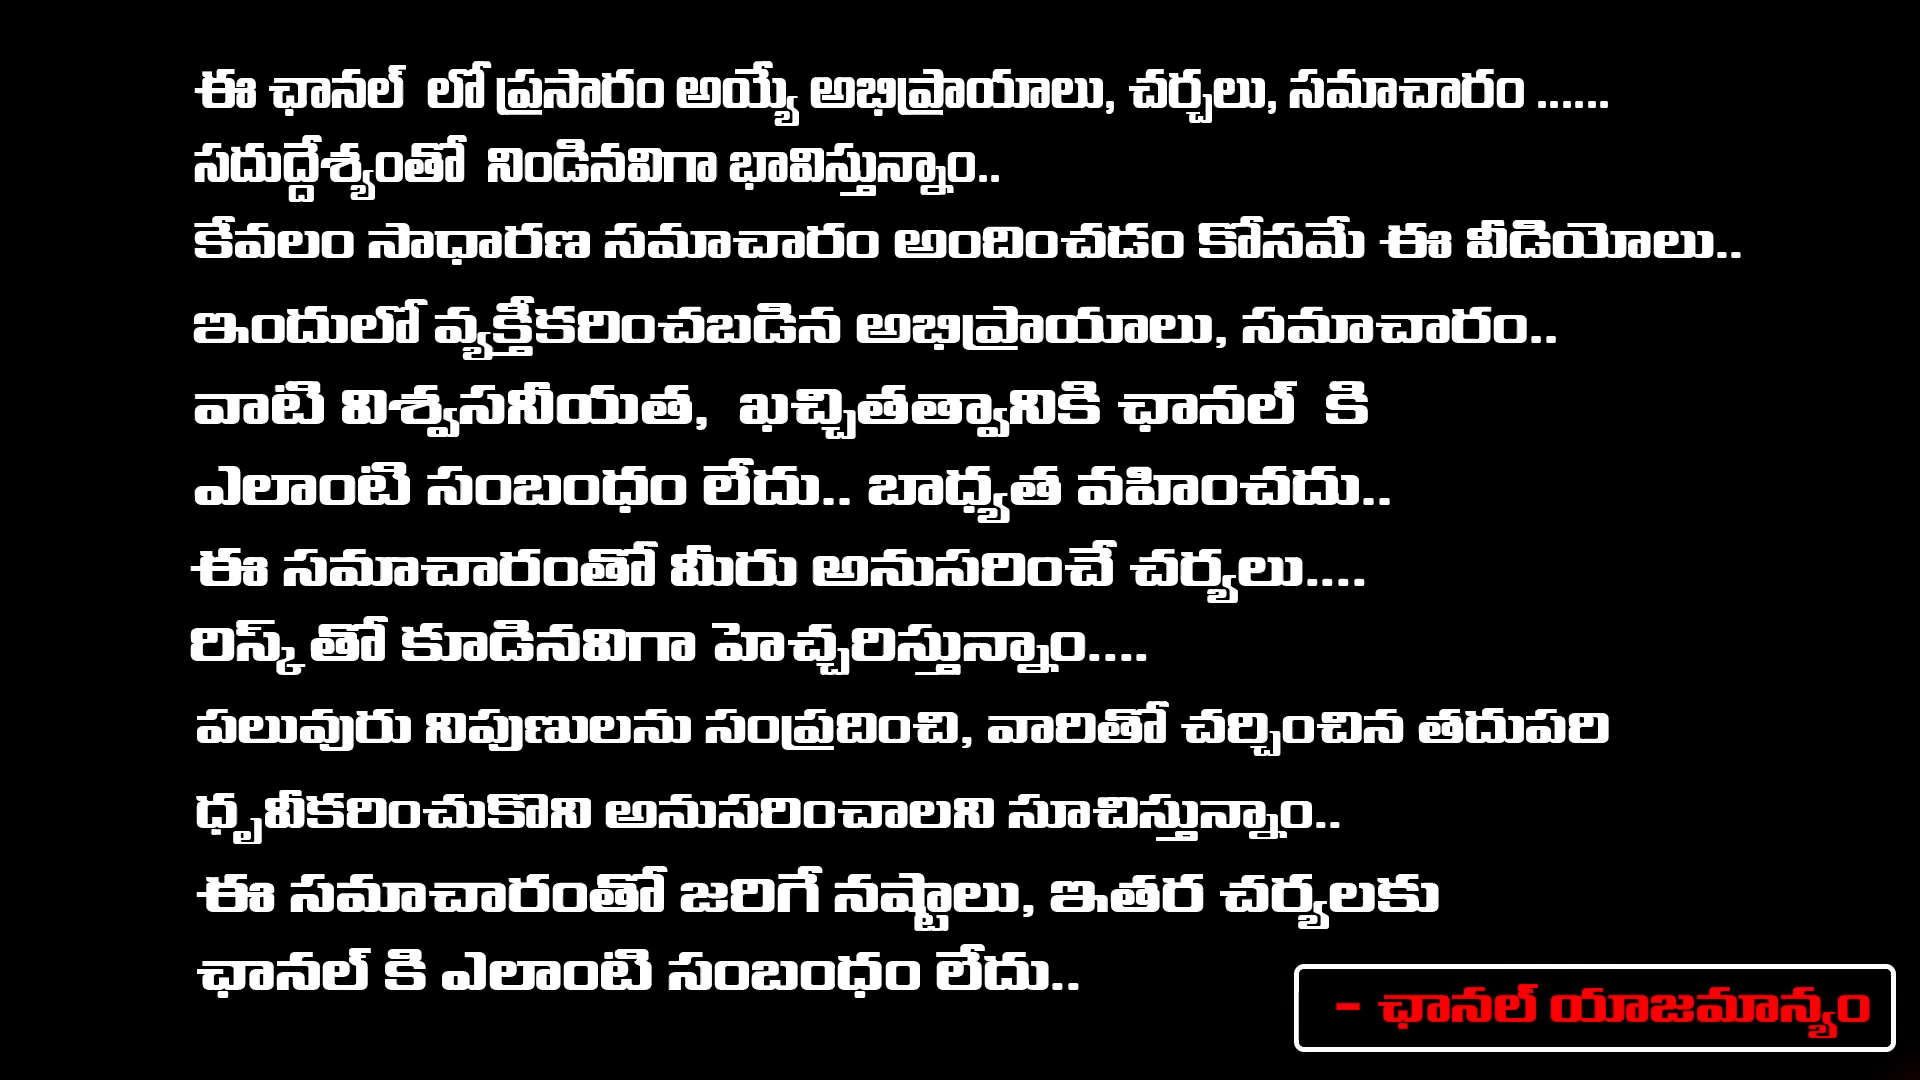 ఈ ఛానల్ లో ప్రసారం అయ్యే అభిప్రాయాలు, చర్చలు, సమాచారం ......
సదుద్దేశ్యంతో నిండినవిగా భావిస్తున్నాం..
కేవలం సాధారణ సమాచారం అందించడం కోసమే ఈ వీడియోలు..
ఇందులో వ్యక్తీకరించబడిన అభిప్రాయాలు, సమాచారం..
వాటి విశ్వసనీయత, ఖచ్చితత్వానికి ఛానల్ కి
ఎలాంటి సంబంధం లేదు.. బాధ్యత వహించదు..
ఈ సమాచారంతో మీరు అనుసరించే చర్యలు....
రిస్క్ తో కూడినవిగా హెచ్చరిస్తున్నాం....
పలువురు నిపుణులను సంప్రదించి, వారితో చర్చించిన తదుపరి
ధృవీకరించుకొని అనుసరించాలని సూచిస్తున్నాం..
ఈ సమాచారంతో జరిగే నష్టాలు, ఇతర చర్యలకు
ఛానల్ కి ఎలాంటి సంబంధం లేదు..
- ఛానల్ యాజమాన్యం